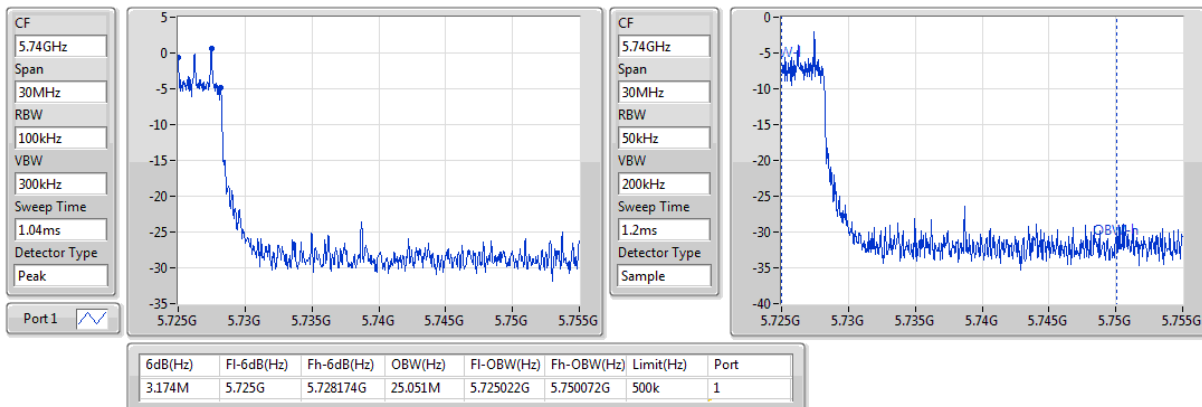 CF
5.74GHz
Span
30MHz
RBW
100kHz
VBW
300kHz
Sweep Time
1.04ms
Detector Type
Peak
Port 1
5
0
-5
-10
-15
-20
-25
-30
-35
5.725G 5.73G 5.735G 5.74G 5.745G 5.75G 5.755G
CF
5.74GHz
Span
30MHz
RBW
50kHz
VBW
200kHz
Sweep Time
1.2ms
Detector Type
Sample
0
-5
-10
-15
-20
-25
-30
-35
-40
5.725G 5.73G 5.735G 5.74G 5.745G 5.75G 5.755G
6dB(Hz) Fl-6dB(Hz) Fh-6dB(Hz) OBW(Hz) Fl-OBW(Hz) Fh-OBW(Hz) Limit(Hz) Port
3.174M 5.725G 5.728174G 25.051M 5.725022G 5.750072G 500k 1